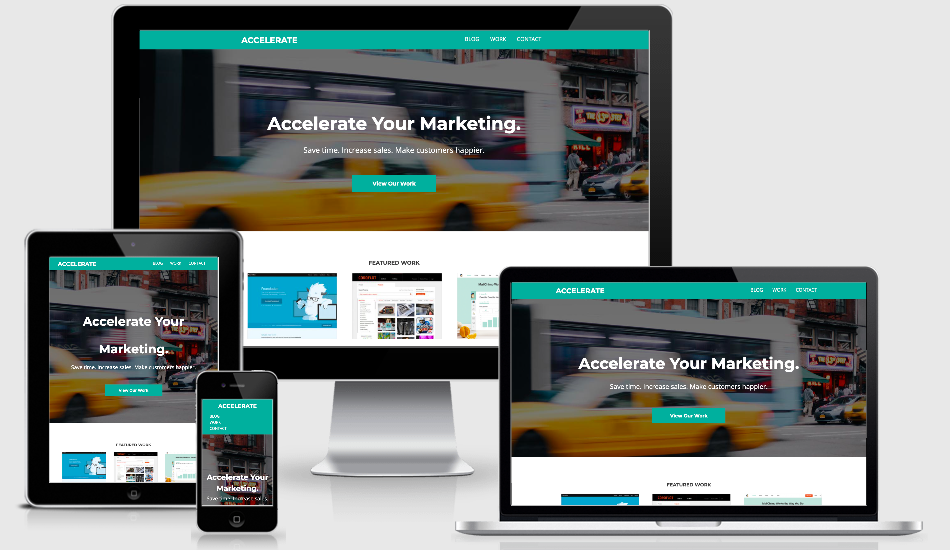 ACCELERATE
BLOG WORK CONTACT
Accelerate Your Marketing.
Save time. Increase sales. Make customers happier.
View Our Work
FEATURED WORK
ACCELERATE
BLOG WORK CONTACT
Accelerate Your
Marketing.
Save time. Increase sales. Make customers happier.
View Our Work
FEATURED WORK
ACCELERATE
BLOG
WORK
CONTACT
Accelerate Your
Marketing.
Save time. Increase sales.
ACCELERATE
BLOG WORK CONTACT
Accelerate Your Marketing.
Save time. Increase sales. Make customers happier.
View Our Work
FEATURED WORK